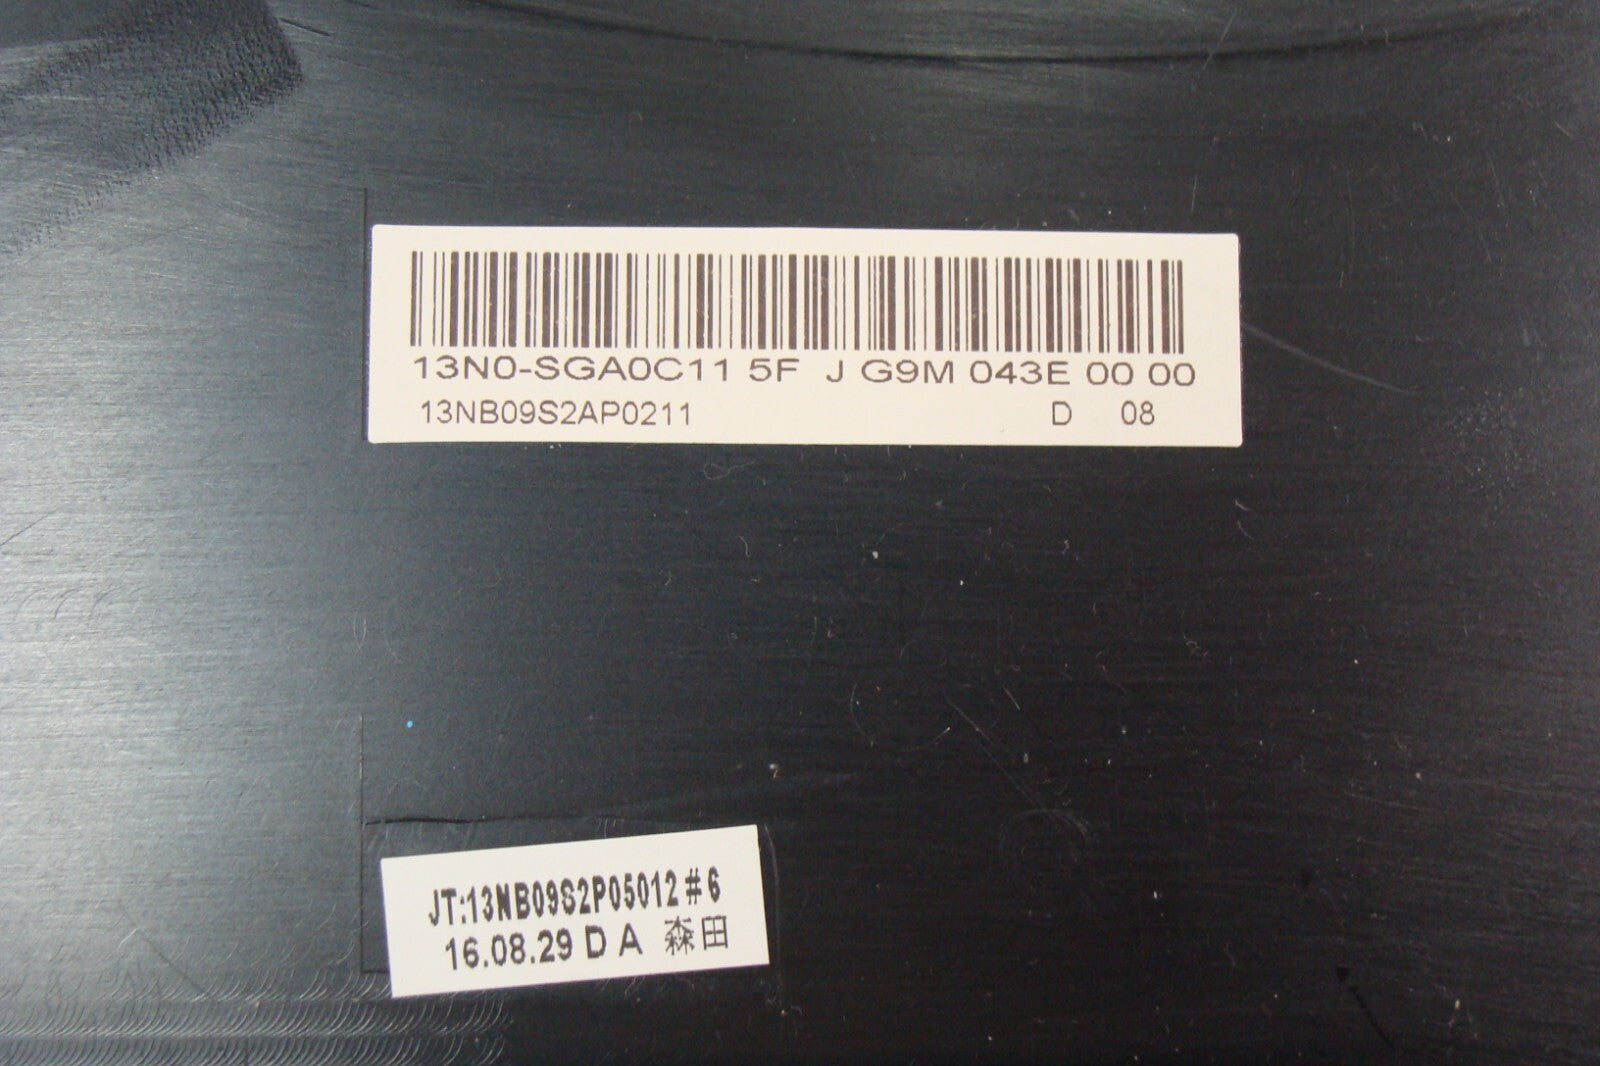 13N0-SGA0C11 5F J G9M 043E 00 00
13NB09S2AP0211 D 08
JT:13NB09S2P05012#6
16.08.29 D A 森田